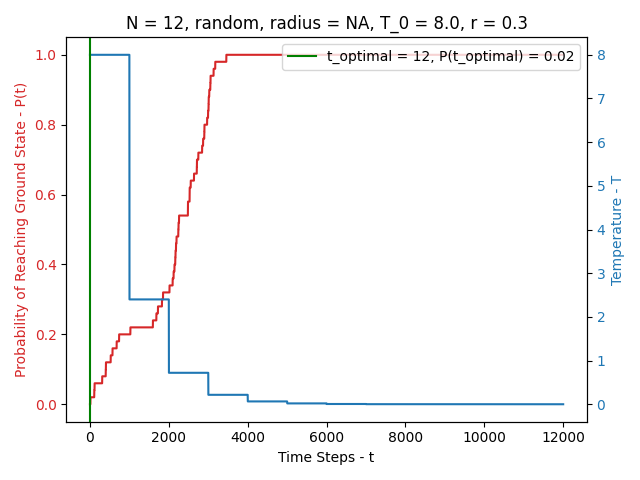 N = 12, random, radius = NA, T_0 = 8.0, r = 0.3
t_optimal = 12, P(t_optimal) = 0.02
Probability of Reaching Ground State - P(t)
1.0
0.8
0.6
0.4
0.2
0.0
8
7
6
5
4
3
2
1
0
Temperature - T
0 2000 4000 6000 8000 10000 12000
Time Steps - t